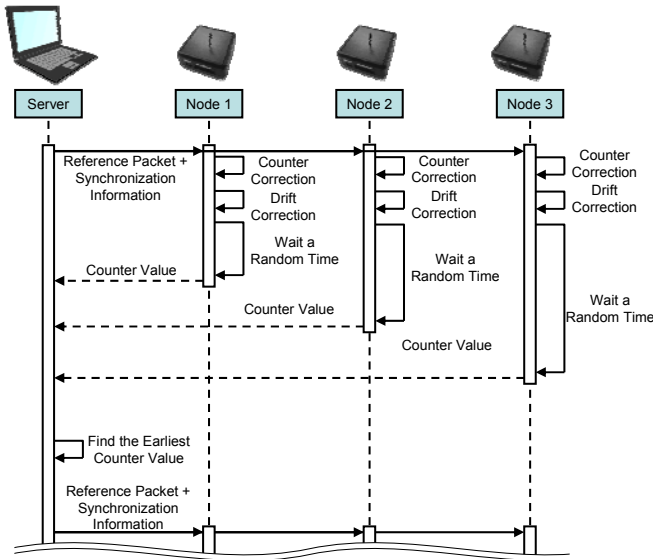 Server
Node 1
Node 2
Node 3
Reference Packet +
Synchronization
Information
Counter
Correction
Drift
Correction
Wait a
Random Time
Counter
Correction
Drift
Correction
Wait a
Random Time
Counter
Correction
Drift
Correction
Wait a
Random Time
Counter Value
Counter Value
Counter Value
Find the Earliest
Counter Value
Reference Packet +
Synchronization
Information